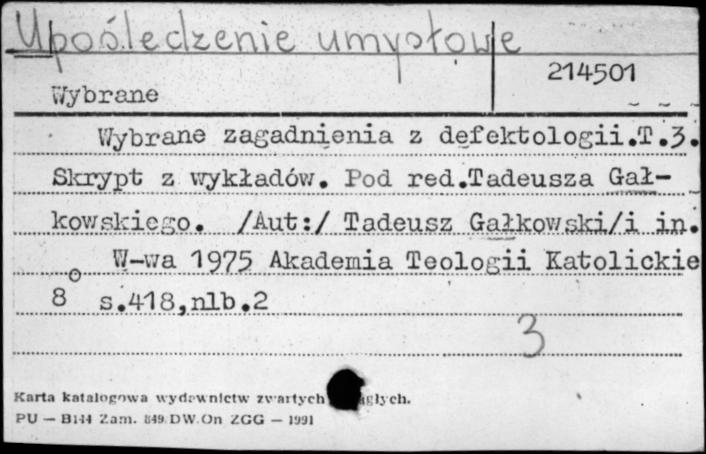 Upośledzenie umysłowe
214501
Wybrane
Wybrane zagadnienia z defektologii.T.3.
Skrypt z wykładów. Pod red.Tadeusza Gał-
kowskiego. /Aut:/ Tadeusz Gałkowski/i in.
W-wa 1975 Akademia Teologii Katolickie
8° s.418,nlb.2
3
Karta katalogowa wydawnictw zwartych głych.
PU — B144 Zam. 849 DW.On ZGG — 1991